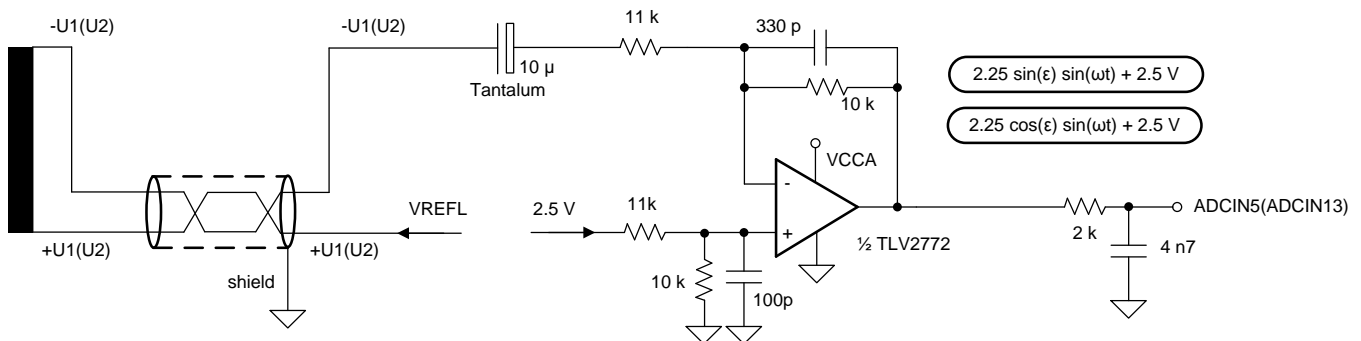 -U1(U2)
-U1(U2)
10 µ
Tantalum
11 k
330 p
10 k
2.25 sin(ε) sin(ωt) + 2.5 V
2.25 cos(ε) sin(ωt) + 2.5 V
VCCA
-
+
½ TLV2772
VREFL
2.5 V
11k
10 k
100p
2 k
4 n7
ADCIN5(ADCIN13)
+U1(U2)
+U1(U2)
shield